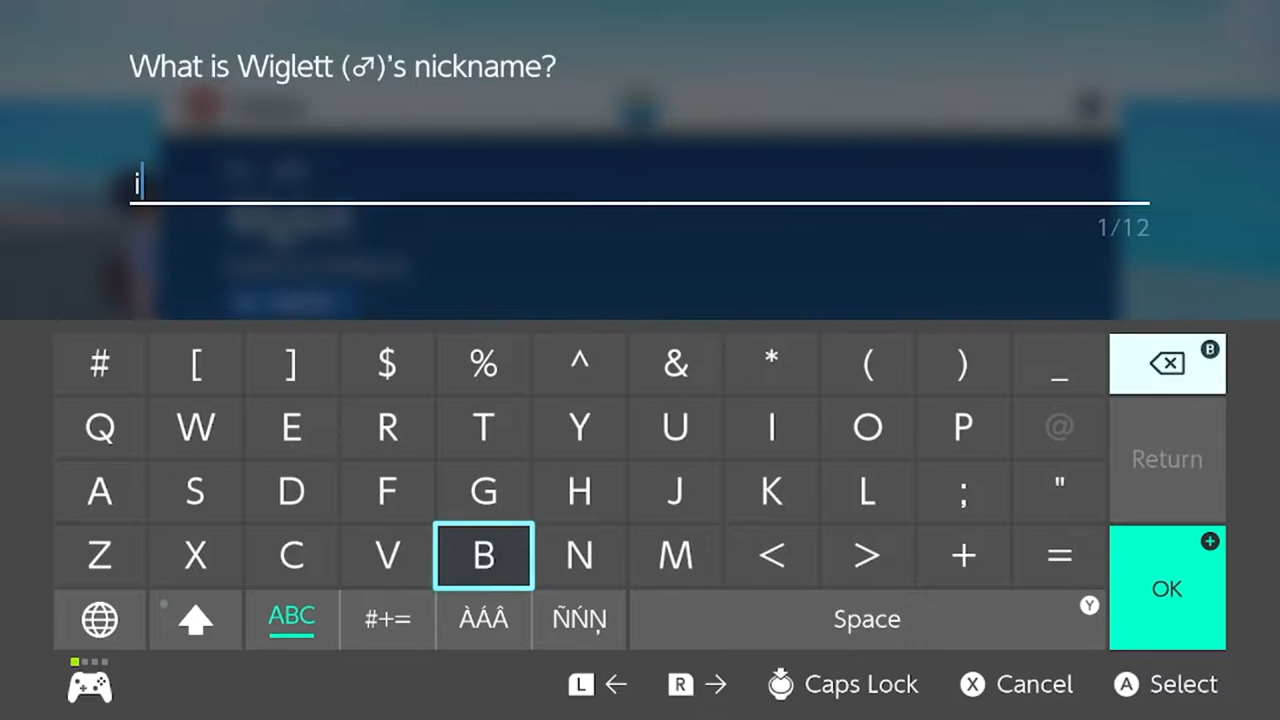 What is Wiglett (♂)'s nickname?
i
1/12
# [ ] $ % ^ & * ( ) _ B
Q W E R T Y U I O P @ Return
A S D F G H J K L ; "
Z X C V B N M < > + = OK
ABC #+= ÀÁÂ ÑŃŅ Space Y
L ← R → Caps Lock X Cancel A Select